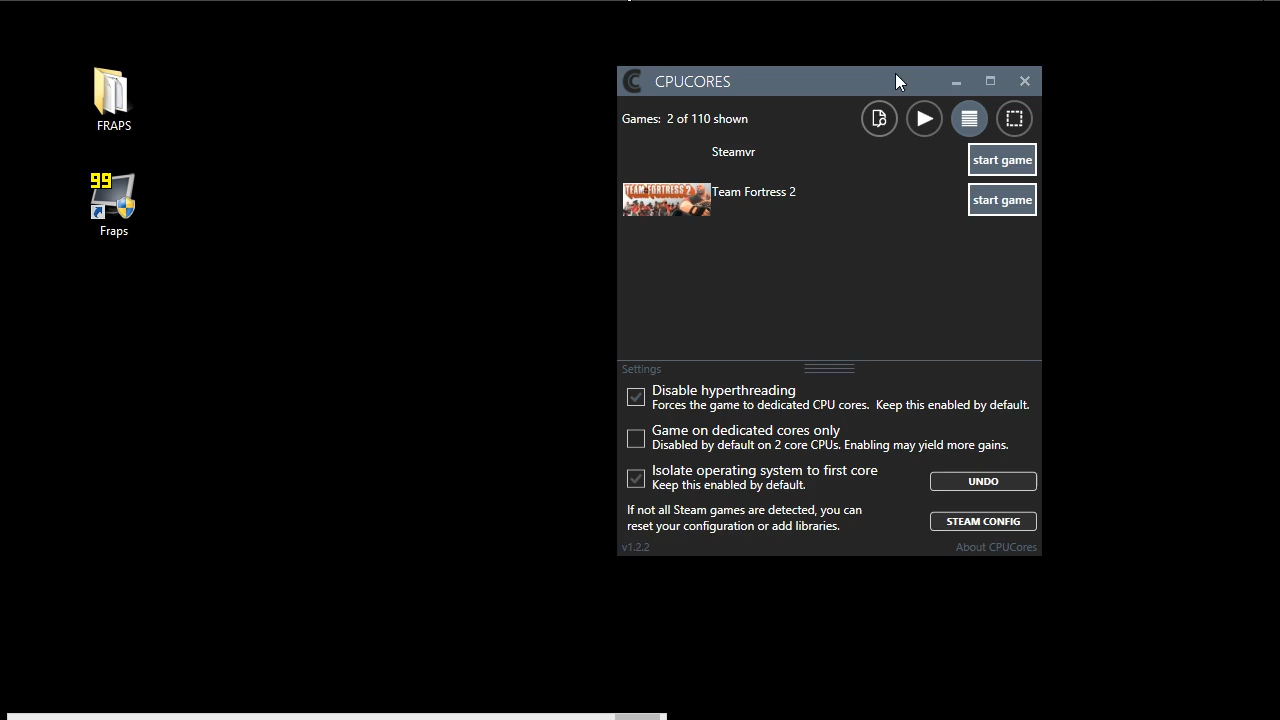 FRAPS
99
Fraps
CPUCORES
Games: 2 of 110 shown
Steamvr
start game
TEAM FORTRESS 2
Team Fortress 2
start game
Settings
Disable hyperthreading
Forces the game to dedicated CPU cores. Keep this enabled by default.
Game on dedicated cores only
Disabled by default on 2 core CPUs. Enabling may yield more gains.
Isolate operating system to first core
Keep this enabled by default.
UNDO
If not all Steam games are detected, you can
reset your configuration or add libraries.
STEAM CONFIG
v1.2.2
About CPUCores